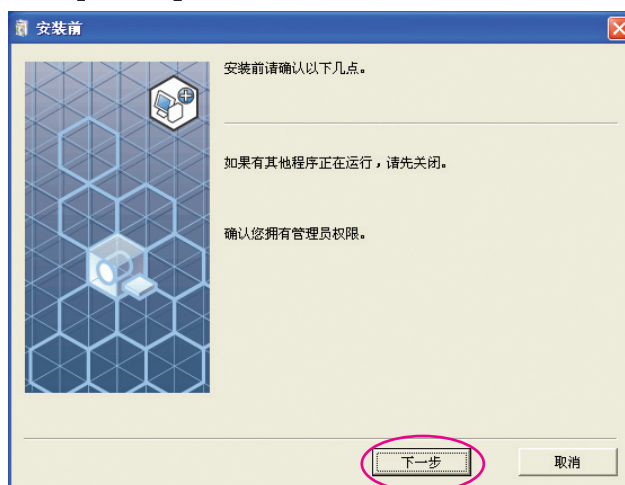 安装前
安装前请确认以下几点。
如果有其他程序正在运行，请先关闭。
确认您拥有管理员权限。
下一步
取消